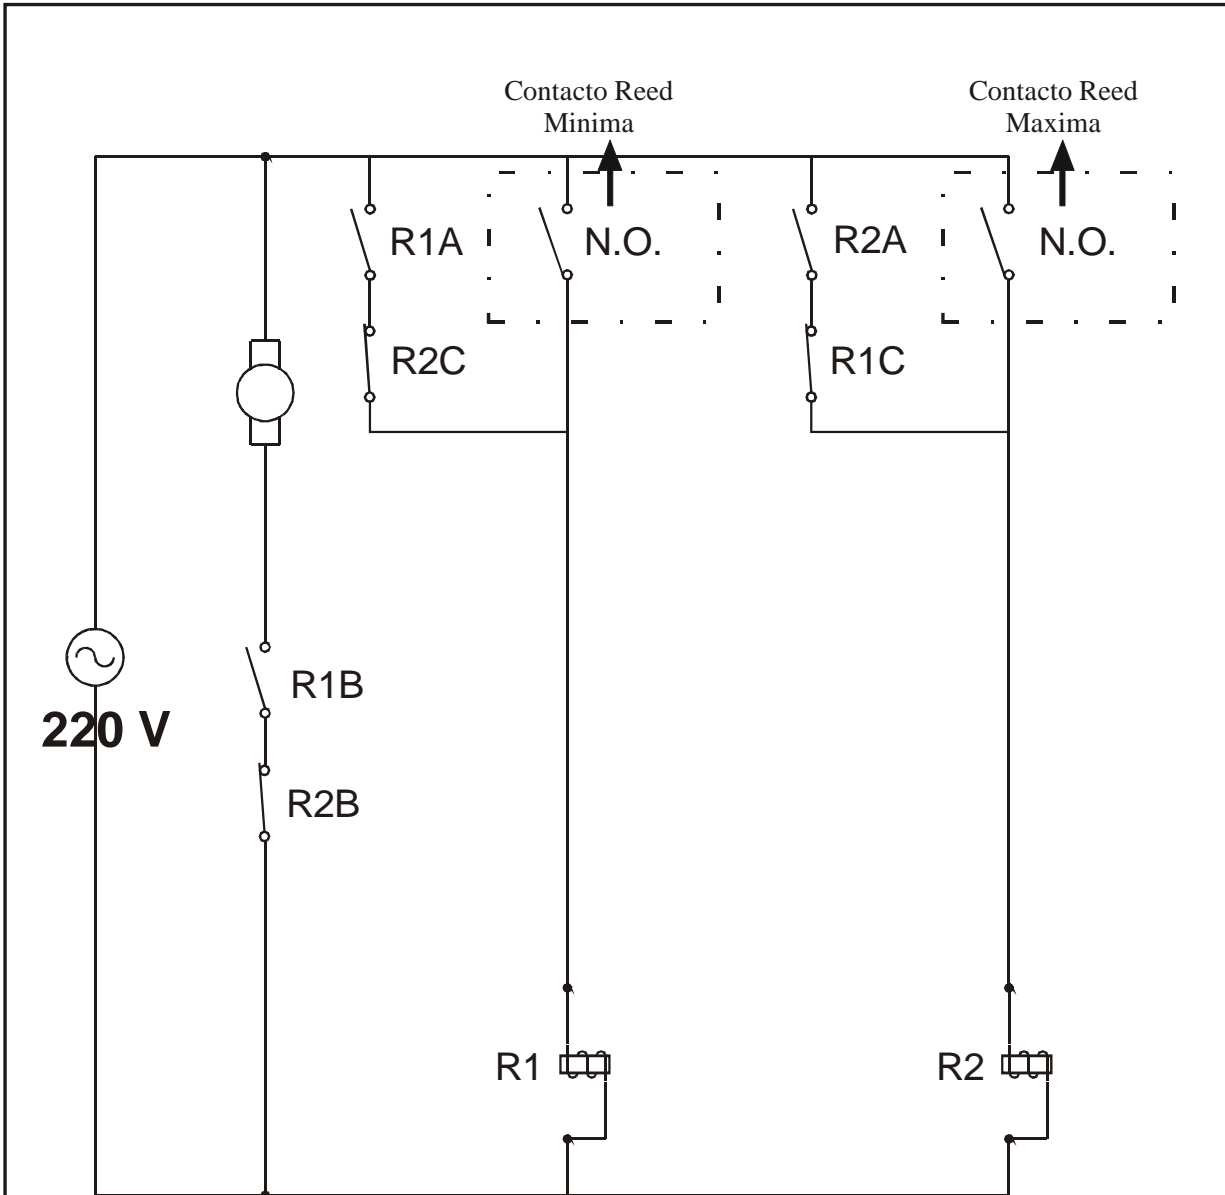 Contacto Reed
Minima
Contacto Reed
Maxima
R1A
N.O.
R2A
N.O.
R2C
R1C
R1B
220 V
R2B
R1
R2